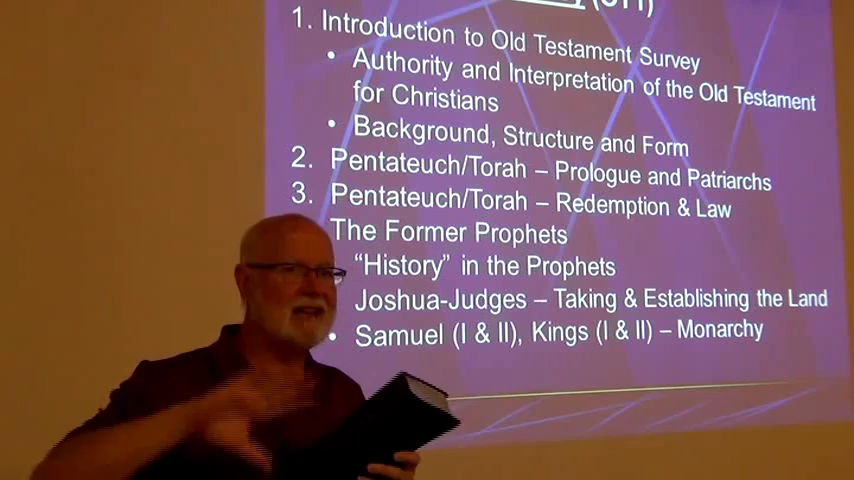 1. Introduction to Old Testament Survey
• Authority and Interpretation of the Old Testament
for Christians
• Background, Structure and Form
2. Pentateuch/Torah – Prologue and Patriarchs
3. Pentateuch/Torah – Redemption & Law
The Former Prophets
“History” in the Prophets
Joshua-Judges – Taking & Establishing the Land
• Samuel (I & II), Kings (I & II) – Monarchy